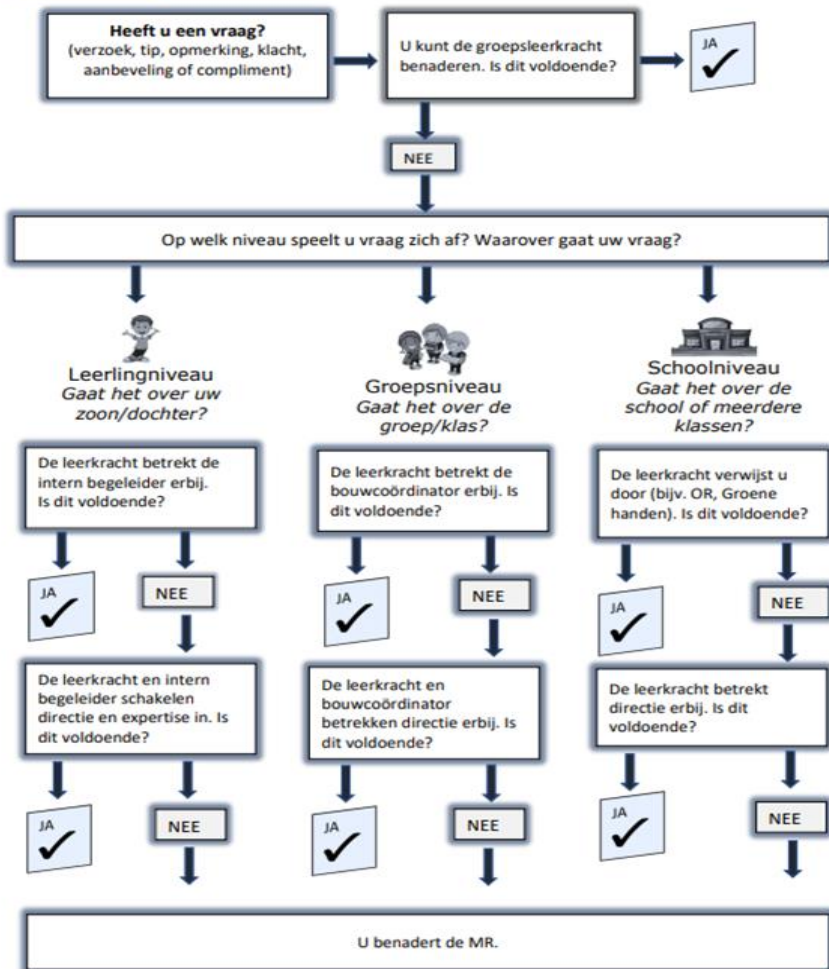 Heeft u een vraag?
(verzoek, tip, opmerking, klacht,
aanbeveling of compliment)
U kunt de groepsleerkracht
benaderen. Is dit voldoende?
JA
NEE
Op welk niveau speelt u vraag zich af? Waarover gaat uw vraag?
Leerlingniveau
Gaat het over uw
zoon/dochter?
Groepsniveau
Gaat het over de
groep/klas?
Schoolniveau
Gaat het over de
school of meerdere
klassen?
De leerkracht betrekt de
intern begeleider erbij.
Is dit voldoende?
De leerkracht betrekt de
bouwcoördinator erbij. Is
dit voldoende?
De leerkracht verwijst u
door (bijv. OR, Groene
handen). Is dit voldoende?
JA
NEE
JA
NEE
JA
NEE
De leerkracht en intern
begeleider schakelen
directie en expertise in. Is
dit voldoende?
De leerkracht en
bouwcoördinator
betrekken directie erbij. Is
dit voldoende?
De leerkracht betrekt
directie erbij. Is dit
voldoende?
JA
NEE
JA
NEE
JA
NEE
U benadert de MR.